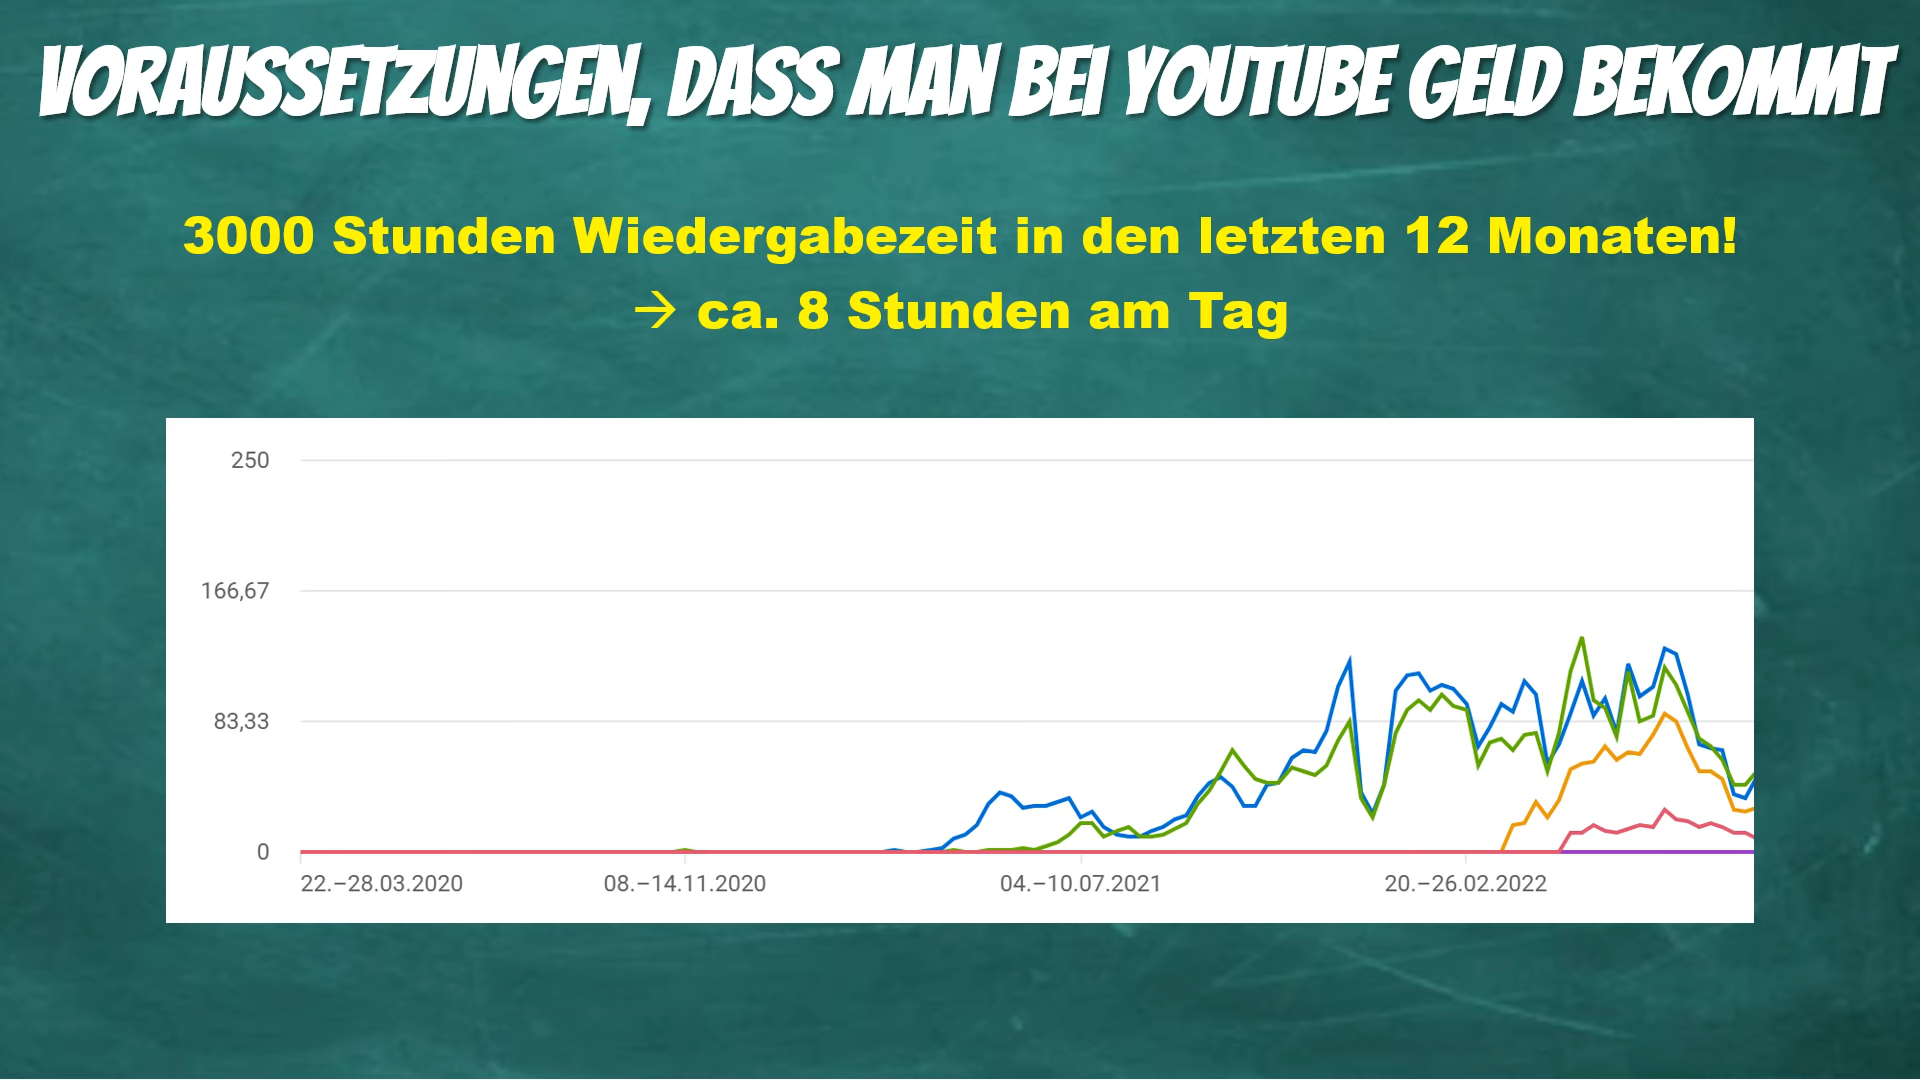 VORAUSSETZUNGEN, DASS MAN BEI YOUTUBE GELD BEKOMMT
3000 Stunden Wiedergabezeit in den letzten 12 Monaten!
→ ca. 8 Stunden am Tag
250
166,67
83,33
0
22.–28.03.2020 08.–14.11.2020 04.–10.07.2021 20.–26.02.2022